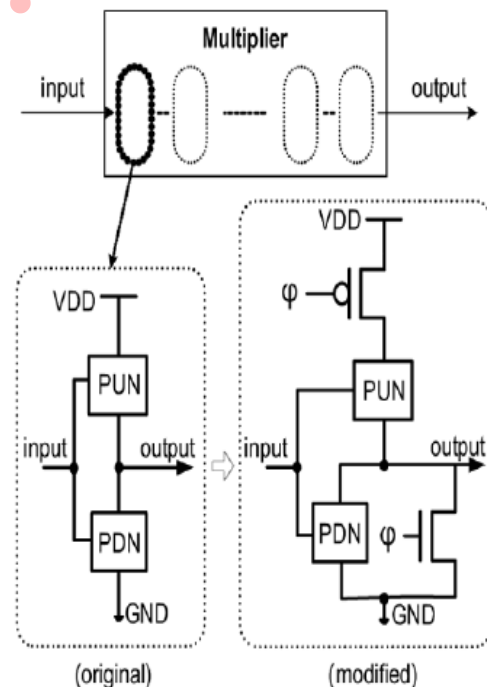 Multiplier
input
output
VDD
PUN
input
output
PDN
GND
(original)
VDD
φ
PUN
input
output
PDN
φ
GND
(modified)